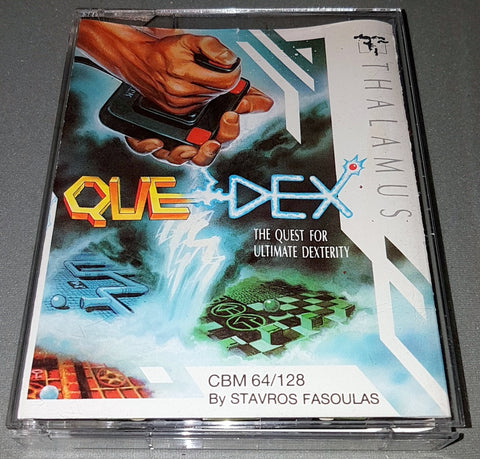 THALAMUS
QUE-DEX
THE QUEST FOR
ULTIMATE DEXTERITY
CBM 64/128
By STAVROS FASOULAS